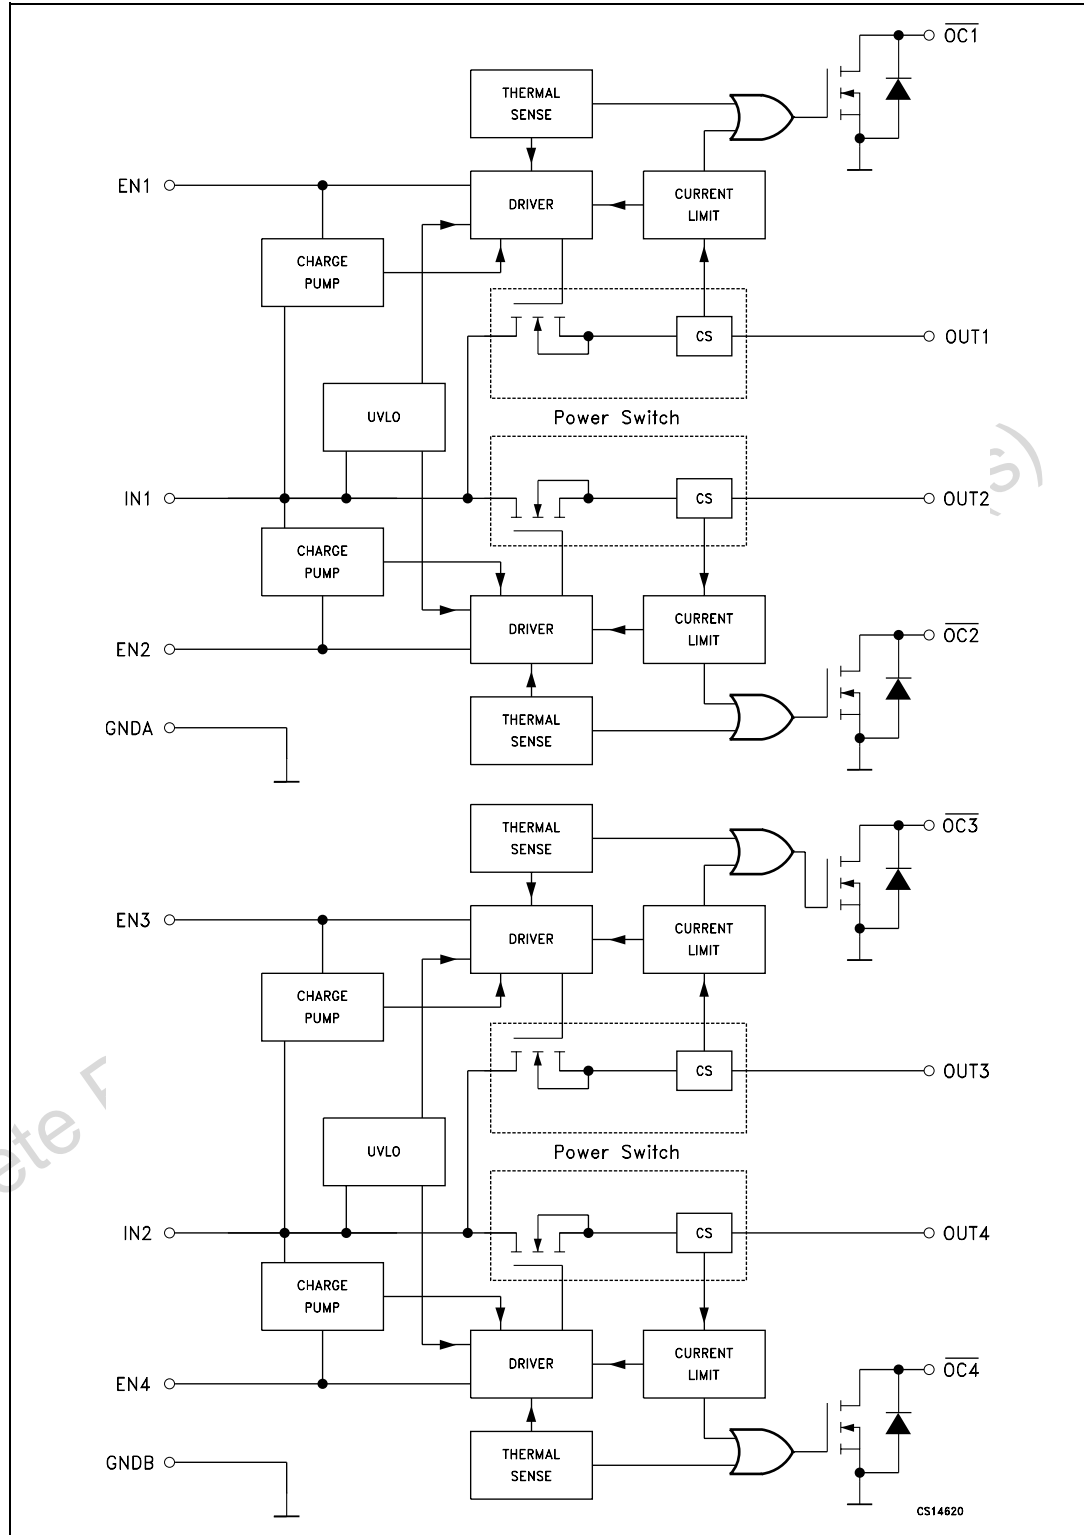 OC1
THERMAL
SENSE
EN1
DRIVER
CURRENT
LIMIT
CHARGE
PUMP
CS
OUT1
UVLO
Power Switch
IN1
CS
OUT2
CHARGE
PUMP
DRIVER
CURRENT
LIMIT
OC2
EN2
GNDA
THERMAL
SENSE
THERMAL
SENSE
OC3
EN3
DRIVER
CURRENT
LIMIT
CHARGE
PUMP
CS
OUT3
UVLO
Power Switch
IN2
CS
OUT4
CHARGE
PUMP
DRIVER
CURRENT
LIMIT
OC4
EN4
GNDB
THERMAL
SENSE
CS14620
s)
ete